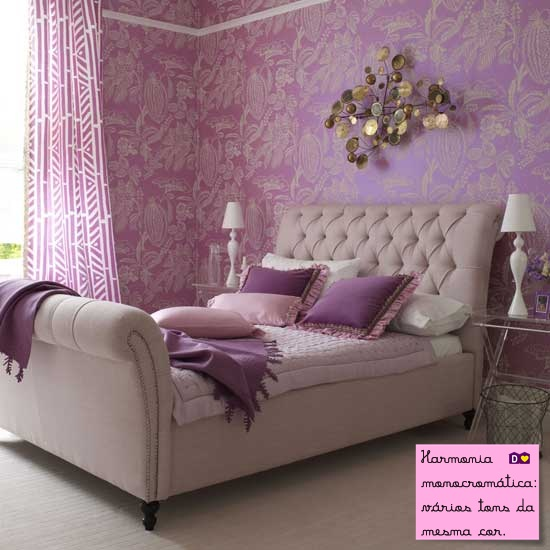 Harmonia D
monocromática:
vários tons da
mesma cor.